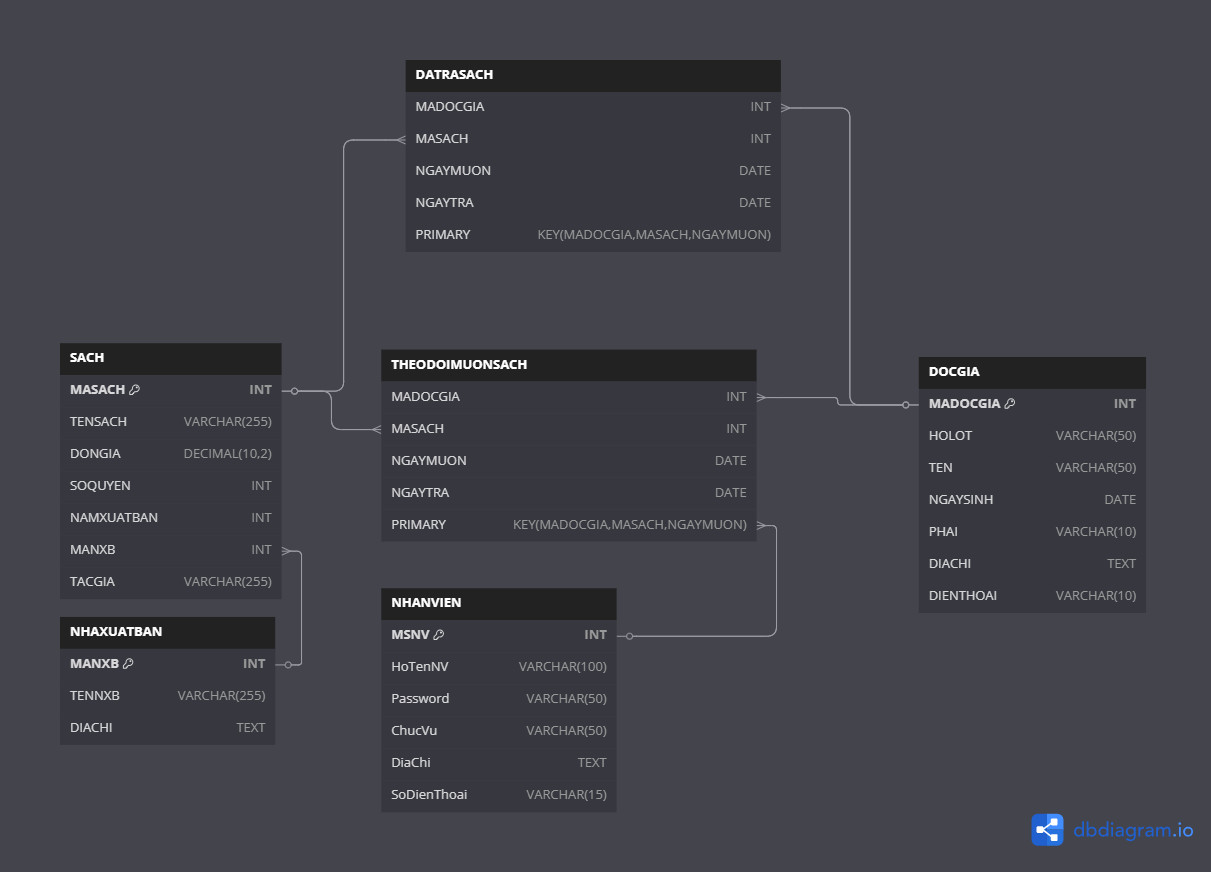 DATRASACH
MADOCGIA INT
MASACH INT
NGAYMUON DATE
NGAYTRA DATE
PRIMARY KEY(MADOCGIA,MASACH,NGAYMUON)
SACH
MASACH INT
TENSACH VARCHAR(255)
DONGIA DECIMAL(10,2)
SOQUYEN INT
NAMXUATBAN INT
MANXB INT
TACGIA VARCHAR(255)
THEODOIMUONSACH
MADOCGIA INT
MASACH INT
NGAYMUON DATE
NGAYTRA DATE
PRIMARY KEY(MADOCGIA,MASACH,NGAYMUON)
DOCGIA
MADOCGIA INT
HOLOT VARCHAR(50)
TEN VARCHAR(50)
NGAYSINH DATE
PHAI VARCHAR(10)
DIACHI TEXT
DIENTHOAI VARCHAR(10)
NHAXUATBAN
MANXB INT
TENNXB VARCHAR(255)
DIACHI TEXT
NHANVIEN
MSNV INT
HoTenNV VARCHAR(100)
Password VARCHAR(50)
ChucVu VARCHAR(50)
DiaChi TEXT
SoDienThoai VARCHAR(15)
dbdiagram.io